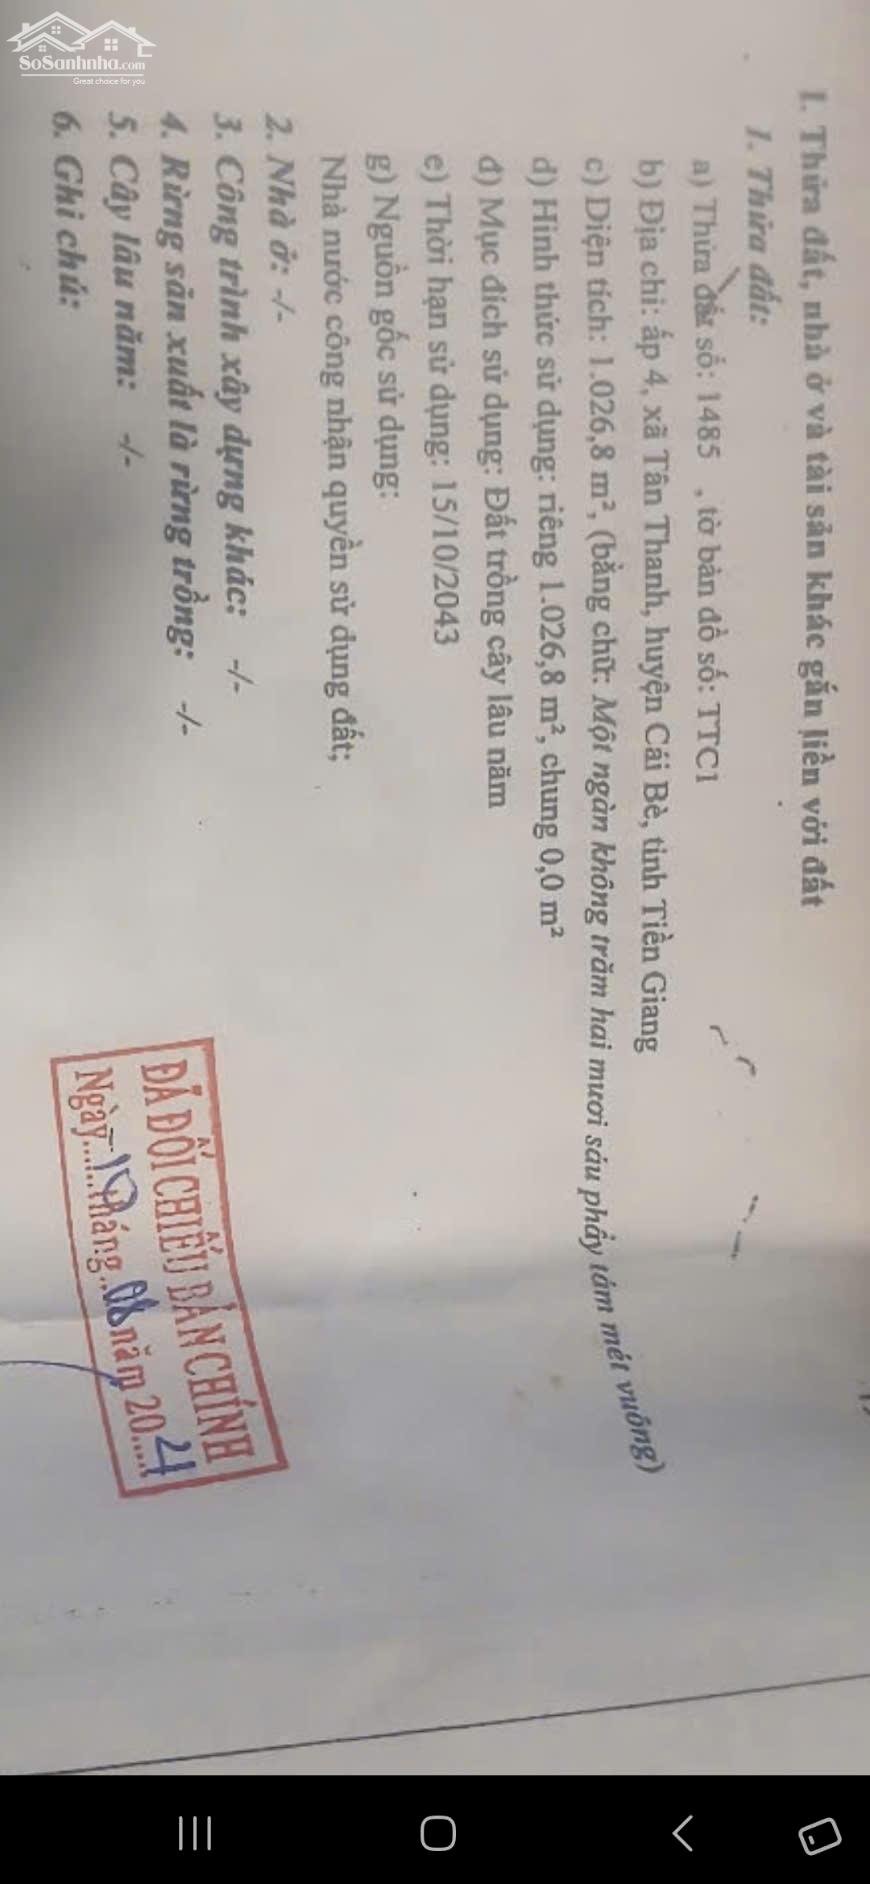 SoSanhnha.com
Great choice for you
1. Thửa đất, nhà ở và tài sản khác gắn liền với đất
1. Thửa đất:
a) Thửa đất số: 1485 , tờ bản đồ số: TTC1
b) Địa chỉ: ấp 4, xã Tân Thanh, huyện Cái Bè, tỉnh Tiền Giang
c) Diện tích: 1.026,8 m², (bằng chữ: Một ngàn không trăm hai mươi sáu phẩy tám mét vuông)
d) Hình thức sử dụng: riêng 1.026,8 m², chung 0,0 m²
đ) Mục đích sử dụng: Đất trồng cây lâu năm
e) Thời hạn sử dụng: 15/10/2043
g) Nguồn gốc sử dụng:
Nhà nước công nhận quyền sử dụng đất;
2. Nhà ở: -/-
3. Công trình xây dựng khác: -/-
4. Rừng sản xuất là rừng trồng: -/-
5. Cây lâu năm: -/-
6. Ghi chú:
ĐÃ ĐỐI CHIẾU BẢN CHÍNH
Ngày... tháng..08 năm 20....